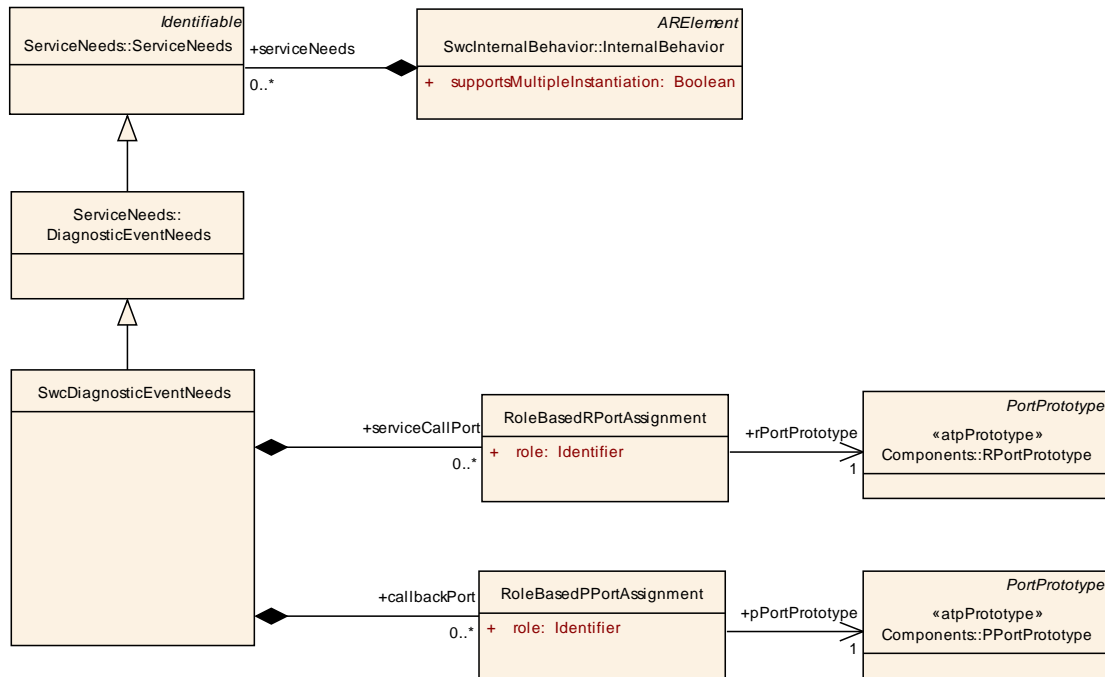 Identifiable
ServiceNeeds::ServiceNeeds
+serviceNeeds
0..*
ARElement
SwcInternalBehavior::InternalBehavior
+ supportsMultipleInstantiation: Boolean
ServiceNeeds::
DiagnosticEventNeeds
SwcDiagnosticEventNeeds
+serviceCallPort
0..*
RoleBasedRPortAssignment
+ role: Identifier
+rPortPrototype
1
PortPrototype
«atpPrototype»
Components::RPortPrototype
+callbackPort
0..*
RoleBasedPPortAssignment
+ role: Identifier
+pPortPrototype
1
PortPrototype
«atpPrototype»
Components::PPortPrototype